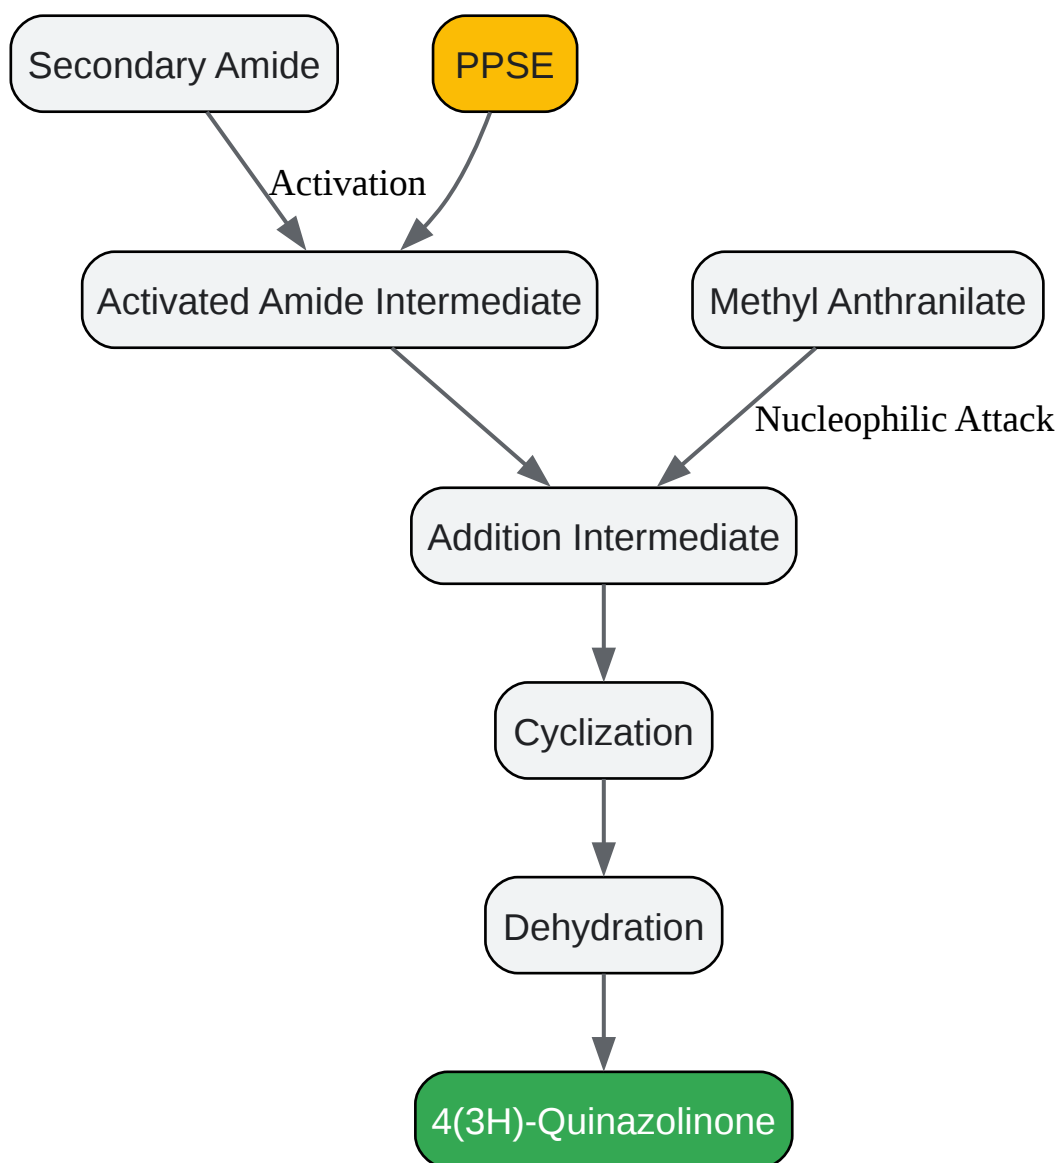 Secondary Amide
PPSE
Activation
Activated Amide Intermediate
Methyl Anthranilate
Nucleophilic Attack
Addition Intermediate
Cyclization
Dehydration
4(3H)-Quinazolinone